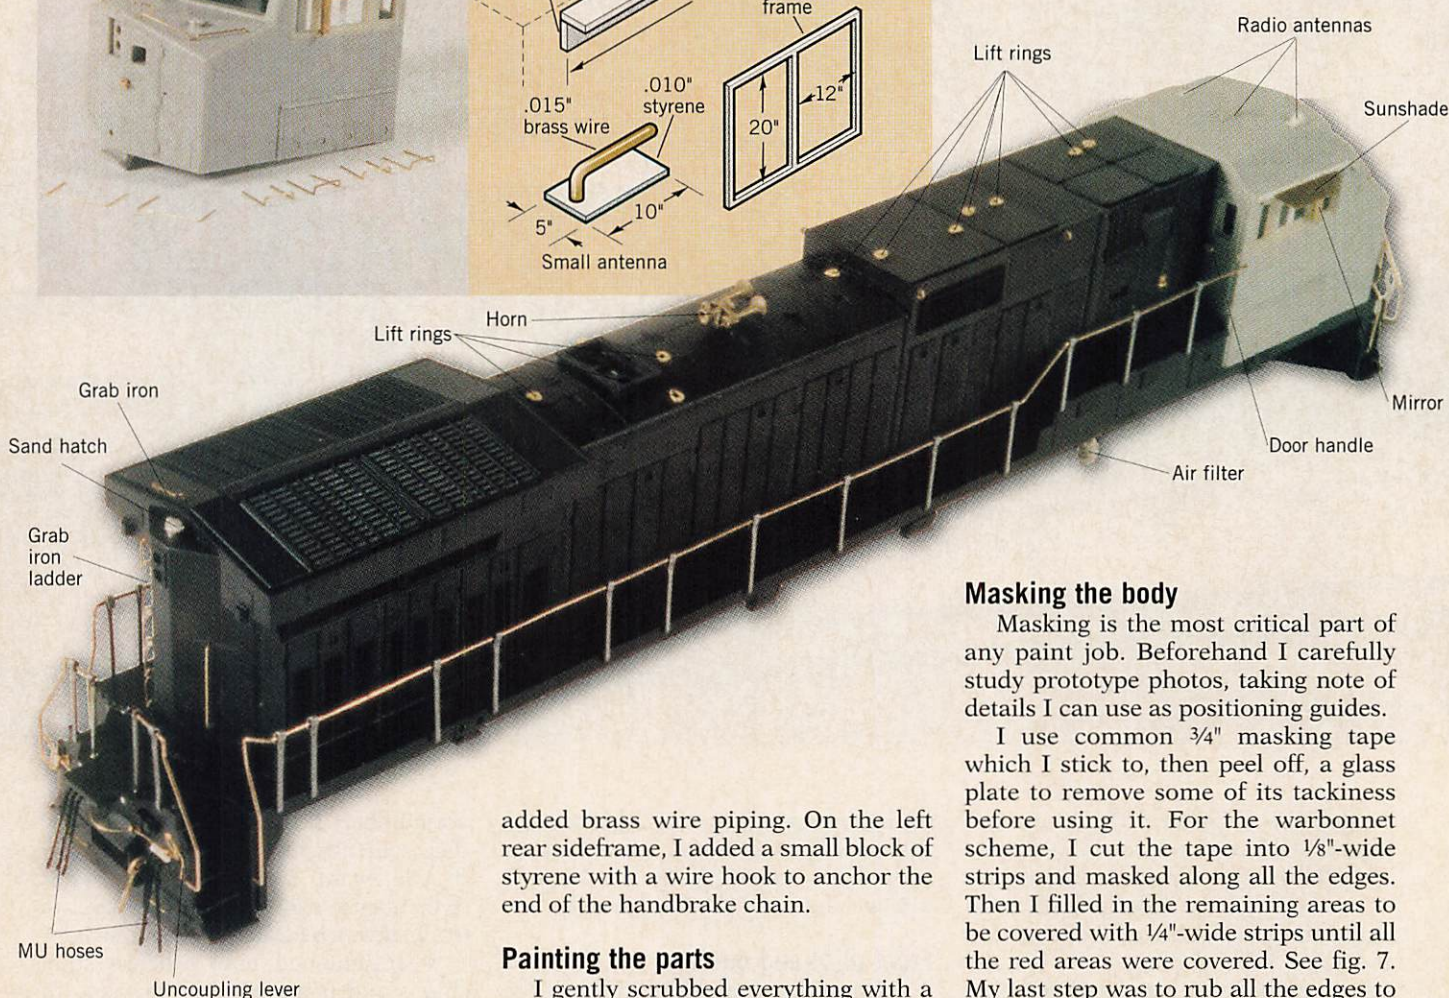 frame
.015"
brass wire
.010"
styrene
5"
10"
Small antenna
20"
12"
Radio antennas
Lift rings
Sunshade
Horn
Lift rings
Grab iron
Sand hatch
Grab
iron
ladder
Mirror
Door handle
Air filter
MU hoses
Uncoupling lever
added brass wire piping. On the left
rear sideframe, I added a small block of
styrene with a wire hook to anchor the
end of the handbrake chain.
Painting the parts
I gently scrubbed everything with a
Masking the body
Masking is the most critical part of
any paint job. Beforehand I carefully
study prototype photos, taking note of
details I can use as positioning guides.
I use common ¾" masking tape
which I stick to, then peel off, a glass
plate to remove some of its tackiness
before using it. For the warbonnet
scheme, I cut the tape into ⅛"-wide
strips and masked along all the edges.
Then I filled in the remaining areas to
be covered with ¼"-wide strips until all
the red areas were covered. See fig. 7.
My last step was to rub all the edges to